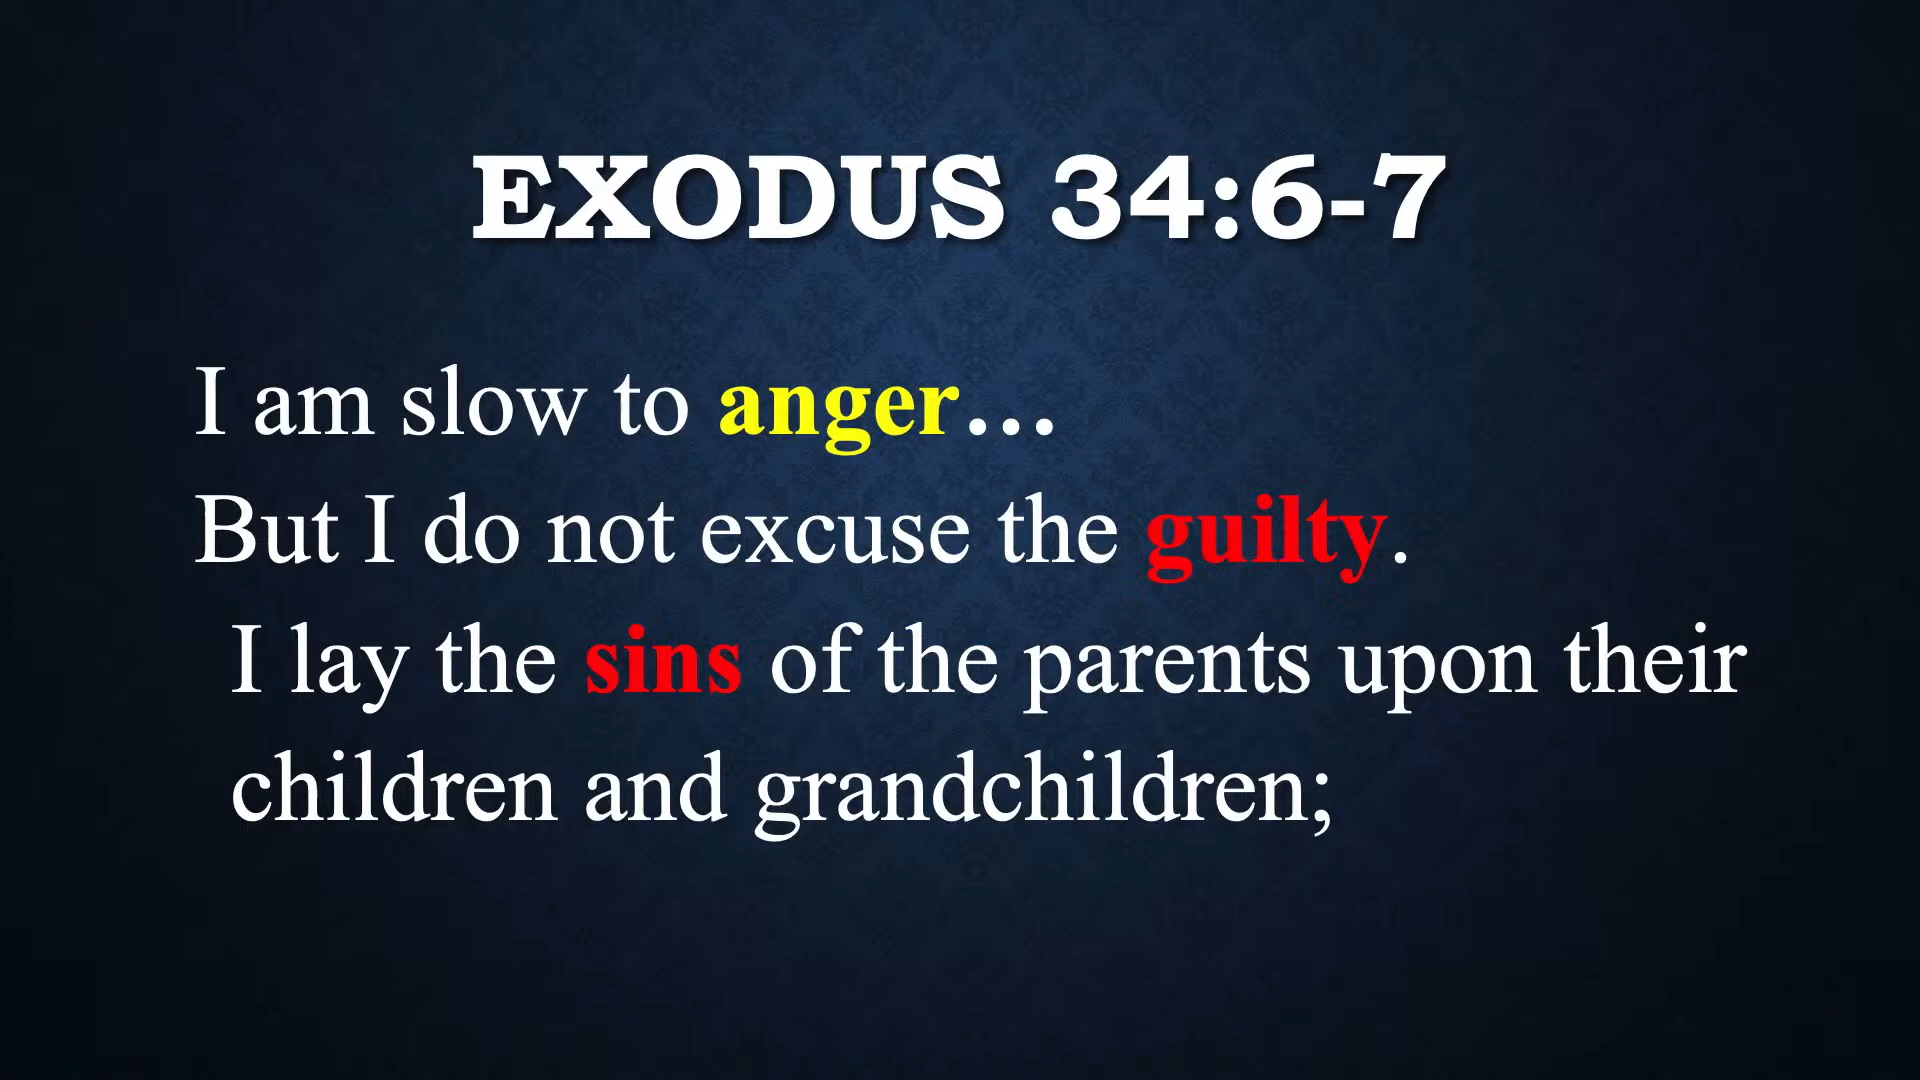 EXODUS 34:6-7
I am slow to anger…
But I do not excuse the guilty.
I lay the sins of the parents upon their
children and grandchildren;